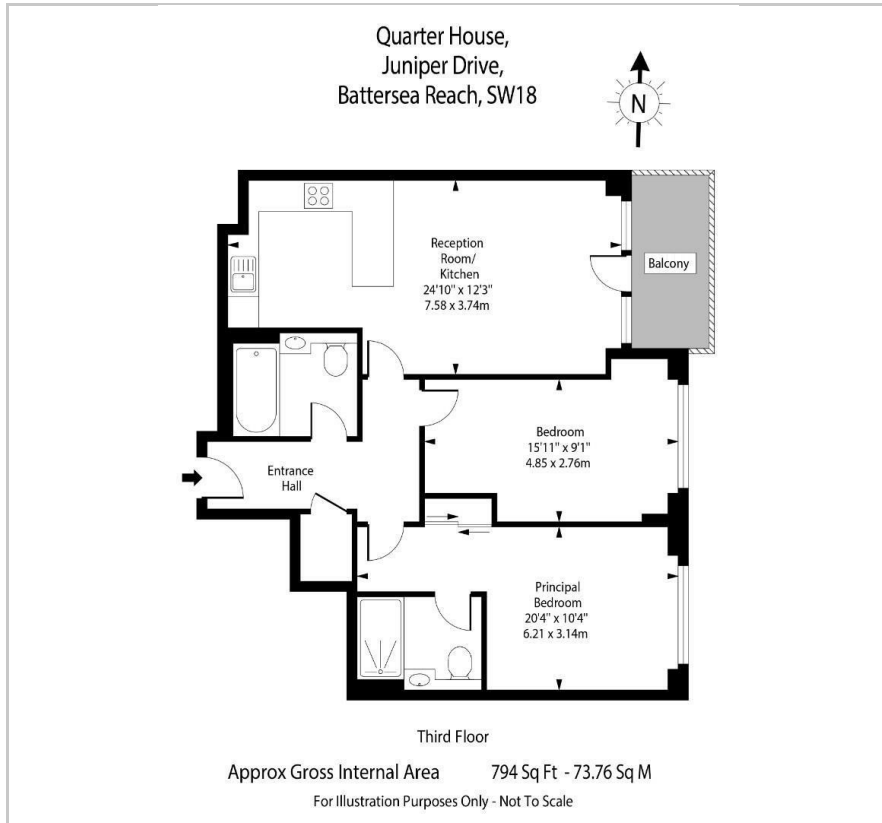 Quarter House,
Juniper Drive,
Battersea Reach, SW18
N
Reception
Room/
Kitchen
24'10" x 12'3"
7.58 x 3.74m
Balcony
Bedroom
15'11" x 9'1"
4.85 x 2.76m
Entrance
Hall
Principal
Bedroom
20'4" x 10'4"
6.21 x 3.14m
Third Floor
Approx Gross Internal Area 794 Sq Ft - 73.76 Sq M
For Illustration Purposes Only - Not To Scale